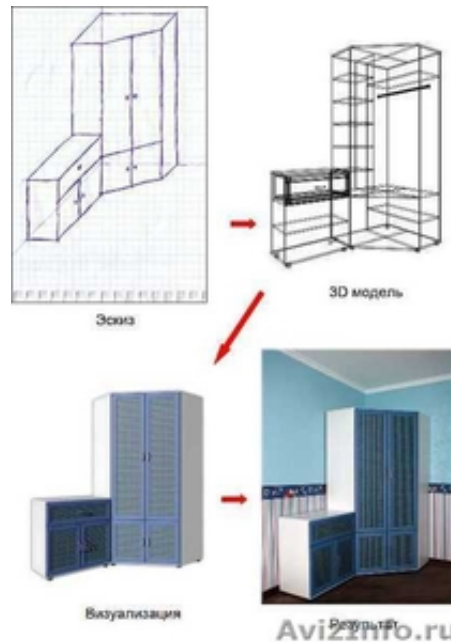 Эскиз
3D модель
Визуализация
Результат
AvizInfo.ru